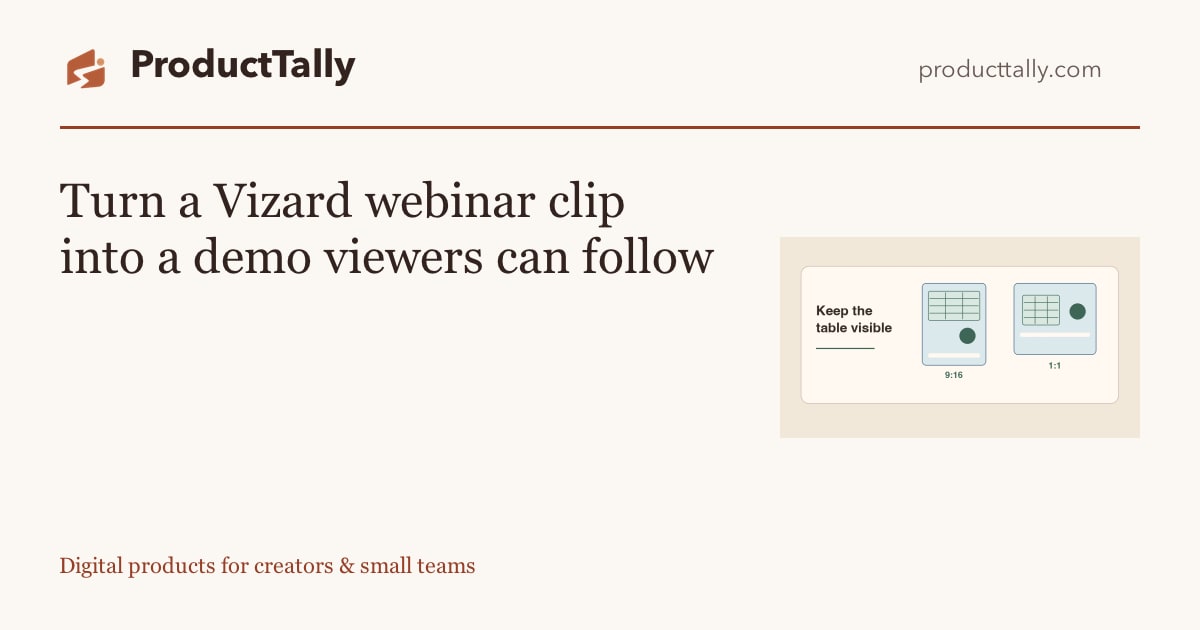 ProductTally
producttally.com
Turn a Vizard webinar clip
into a demo viewers can follow
Keep the
table visible
9:16
1:1
Digital products for creators & small teams